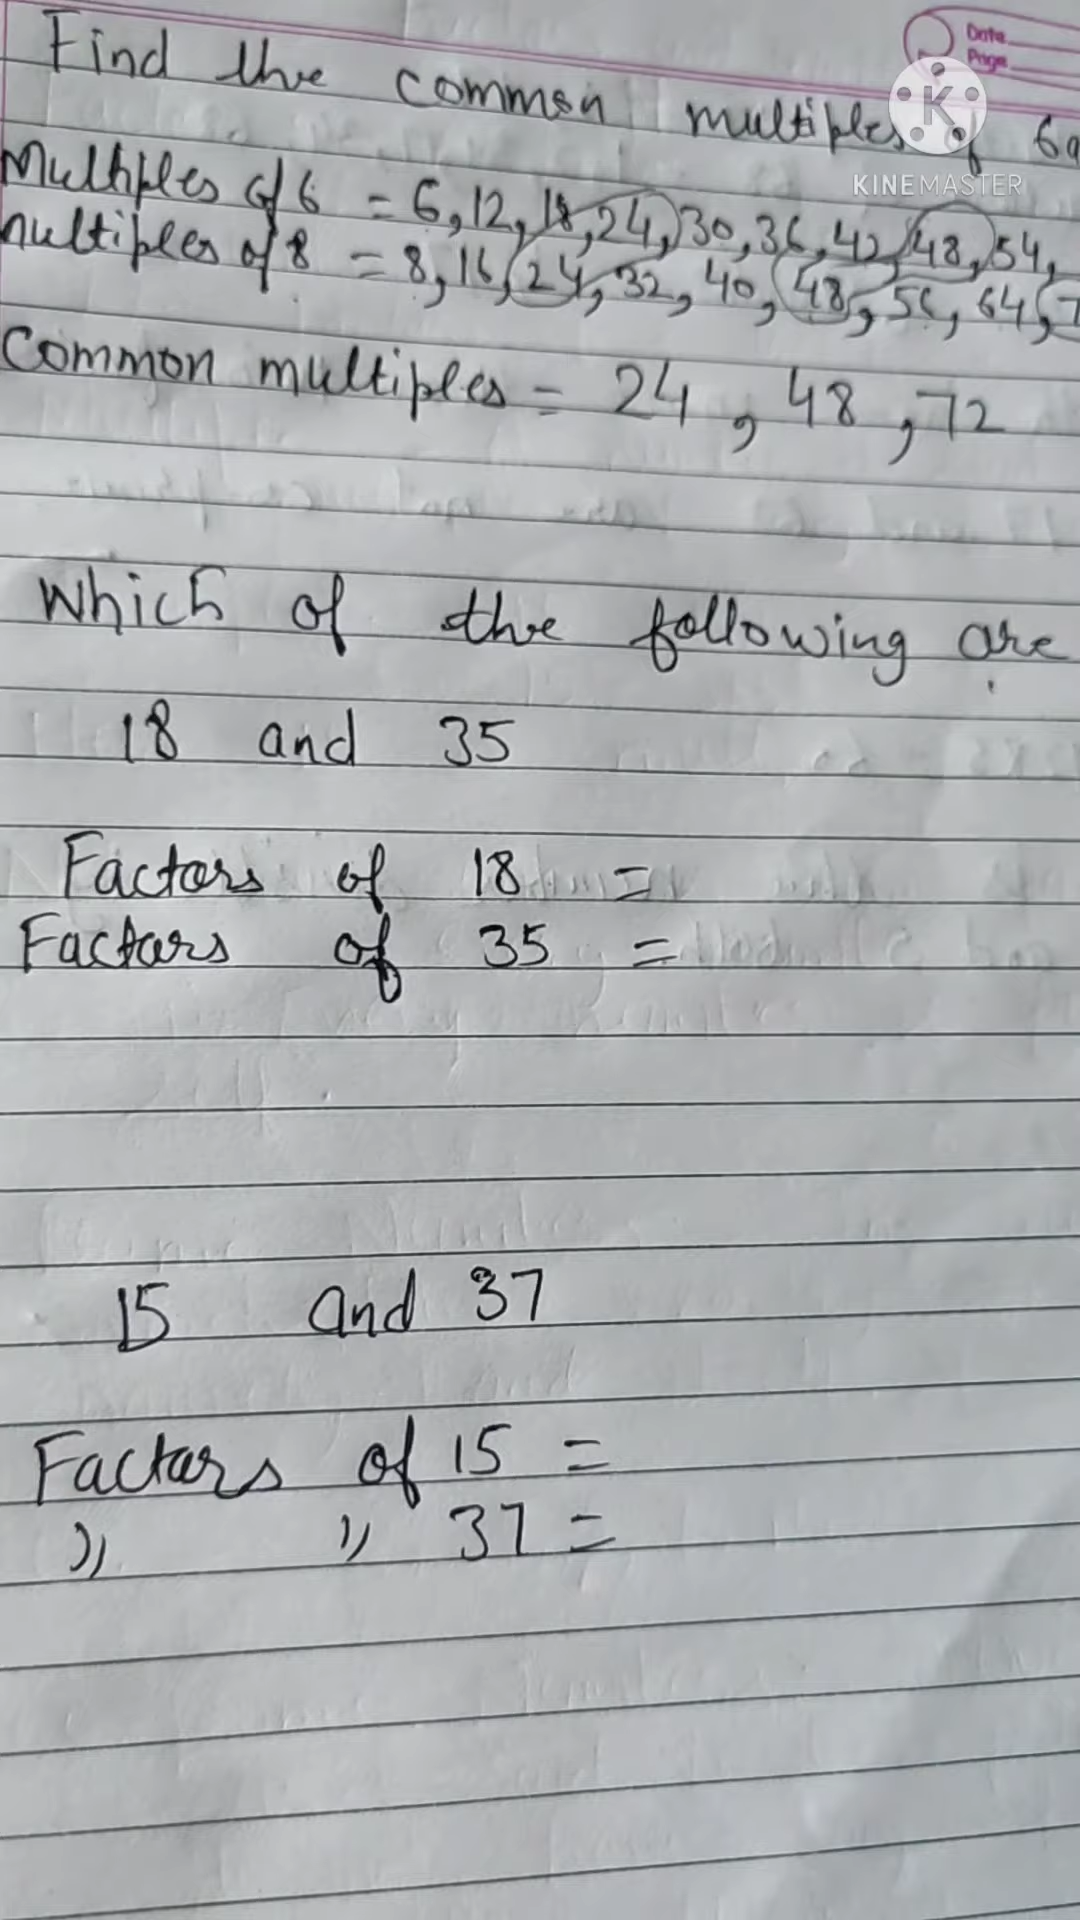 Date
Page
Find the common multiples of 6a
KINEMASTER
Multiples of 6 = 6, 12, 18, 24, 30, 36, 42, 48, 54,
multiples of 8 = 8, 16, 24, 32, 40, 48, 56, 64, 7
Common multiples = 24, 48, 72
Which of the following are
18 and 35
Factors of 18 =
Factors of 35 =
15 and 37
Factors of 15 =
" " 37 =